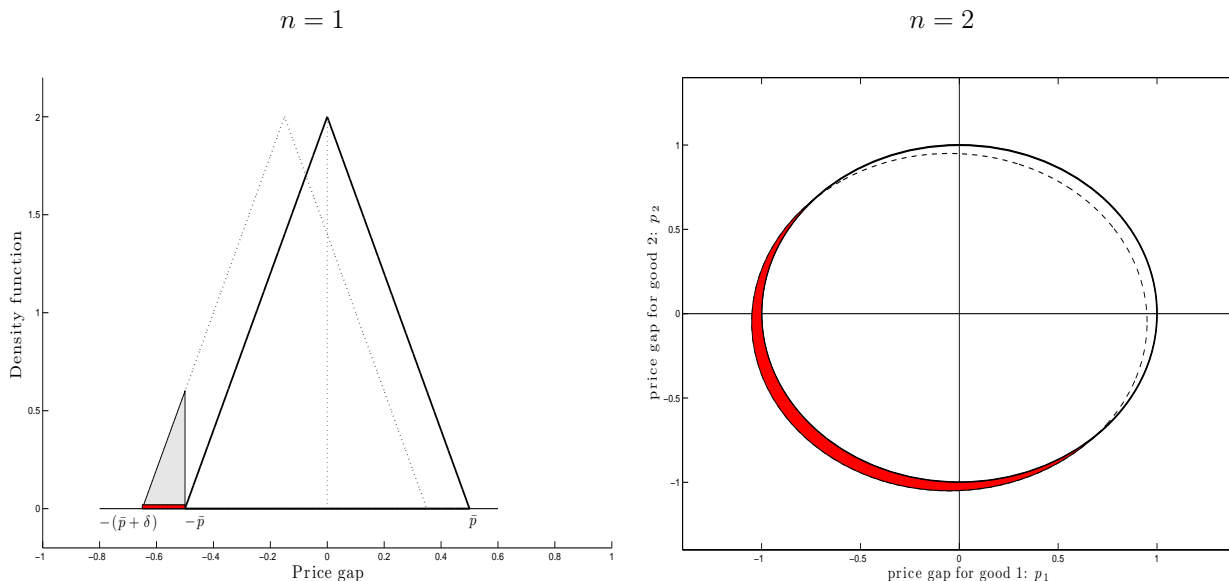 n = 1
n = 2
Density function
2
1.5
1
0.5
0
−(p̄ + δ)
−p̄
p̄
−1
−0.8
−0.6
−0.4
−0.2
0
0.2
0.4
0.6
0.8
1
Price gap
price gap for good 2: p₂
1
0.5
0
−0.5
−1
−1
−0.5
0
0.5
1
price gap for good 1: p₁